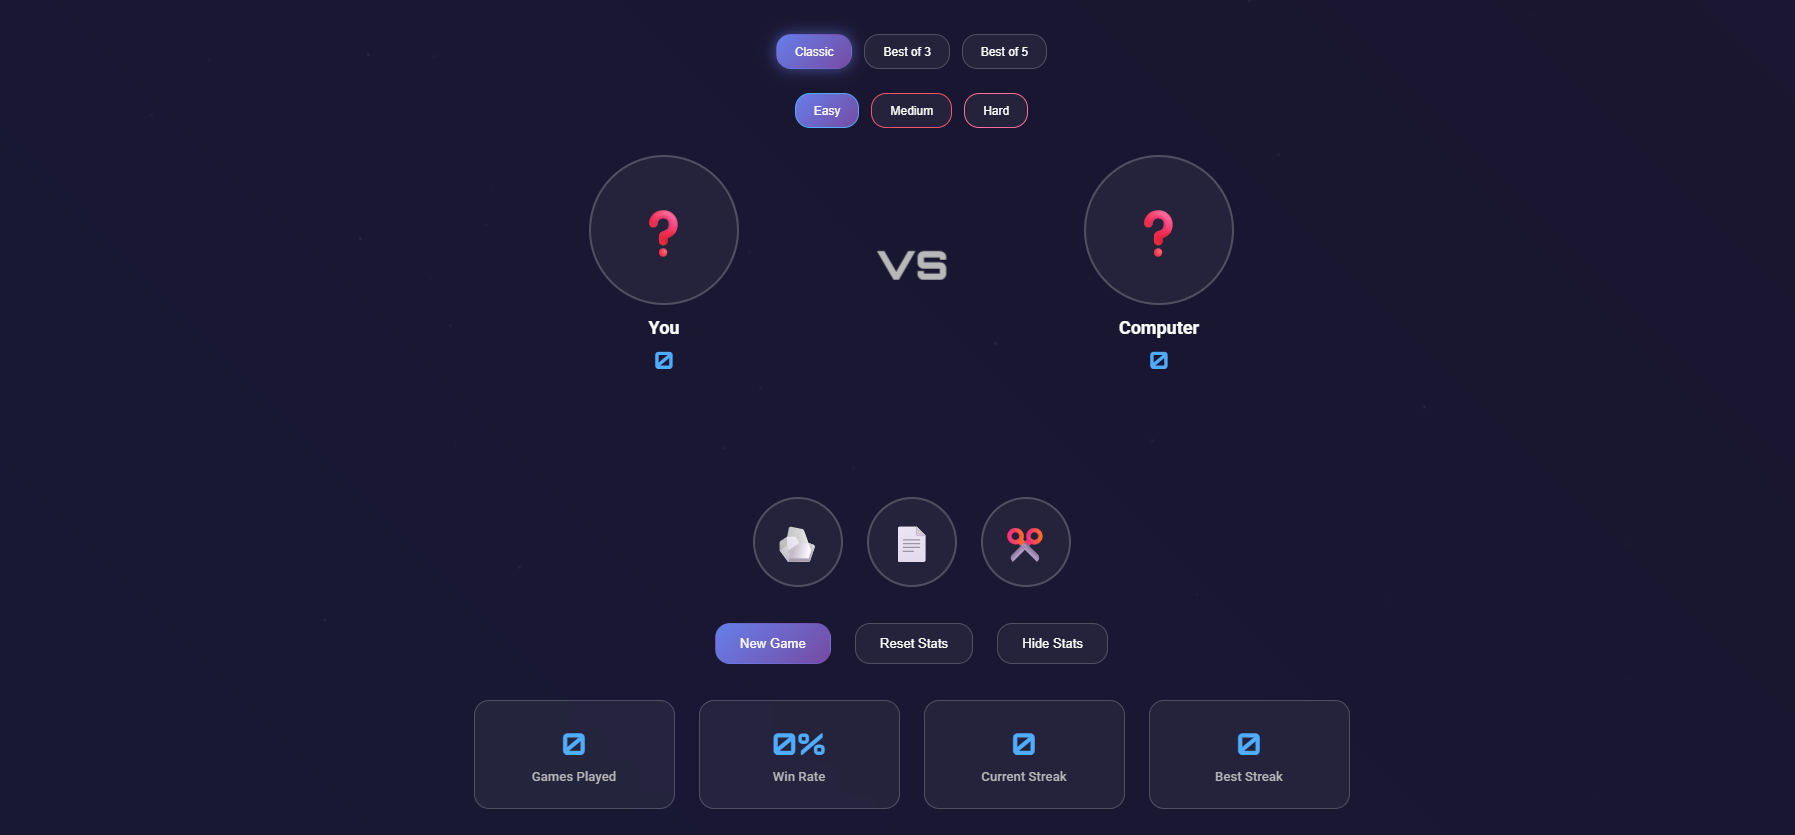 Classic Best of 3 Best of 5
Easy Medium Hard
VS
You Computer
0 0
New Game Reset Stats Hide Stats
0 0% 0 0
Games Played Win Rate Current Streak Best Streak